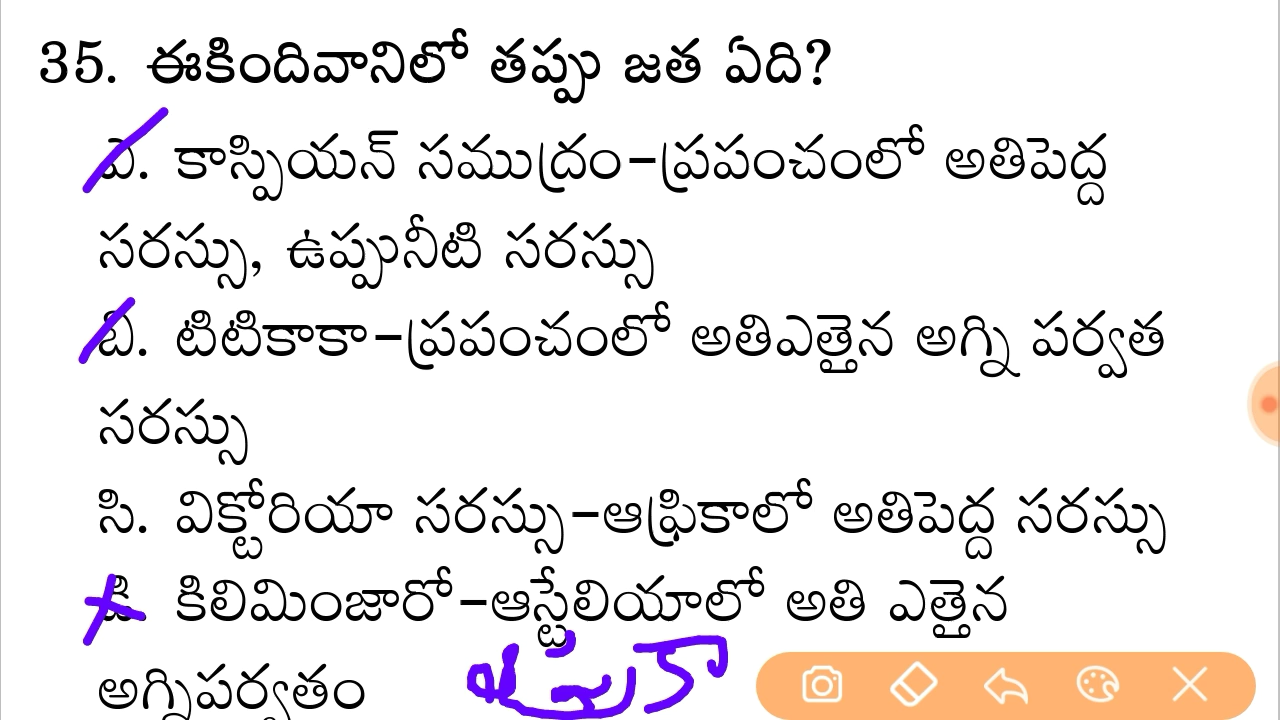 35. ఈకిందివానిలో తప్పు జత ఏది?
ఎ. కాస్పియన్ సముద్రం-ప్రపంచంలో అతిపెద్ద
సరస్సు, ఉప్పునీటి సరస్సు
బి. టిటికాకా-ప్రపంచంలో అతిఎత్తైన అగ్ని పర్వత
సరస్సు
సి. విక్టోరియా సరస్సు-ఆఫ్రికాలో అతిపెద్ద సరస్సు
డి. కిలిమింజారో-ఆస్ట్రేలియాలో అతి ఎత్తైన
అగ్నిపర్వతం